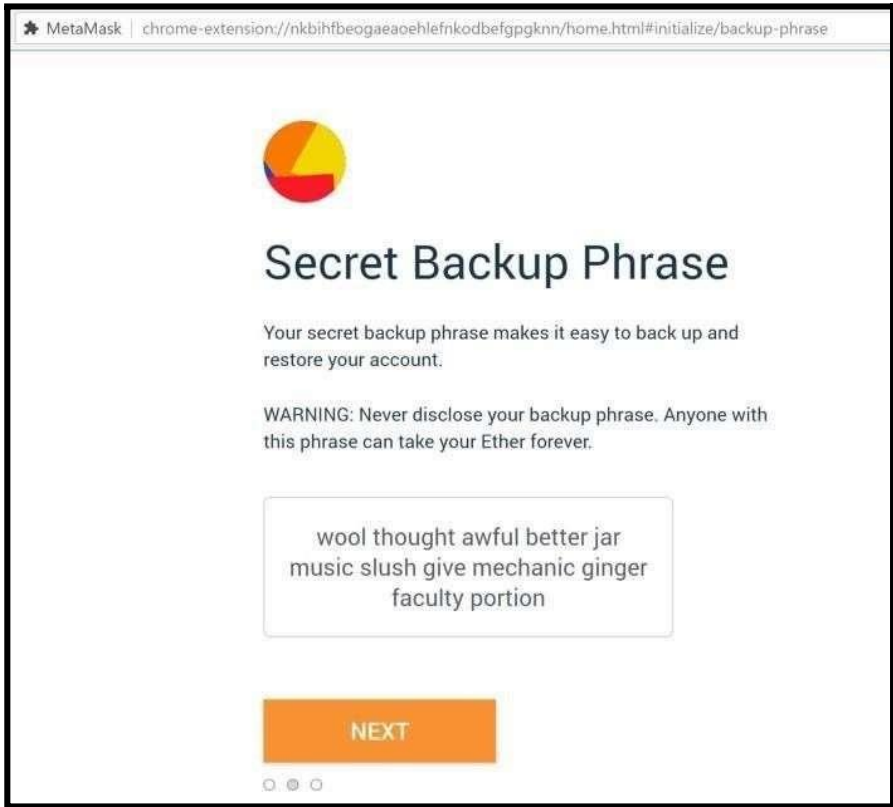 MetaMask | chrome-extension://nkbihfbeogaeaoehlefnkodbefgpgknn/home.html#initialize/backup-phrase
Secret Backup Phrase
Your secret backup phrase makes it easy to back up and
restore your account.
WARNING: Never disclose your backup phrase. Anyone with
this phrase can take your Ether forever.
wool thought awful better jar
music slush give mechanic ginger
faculty portion
NEXT